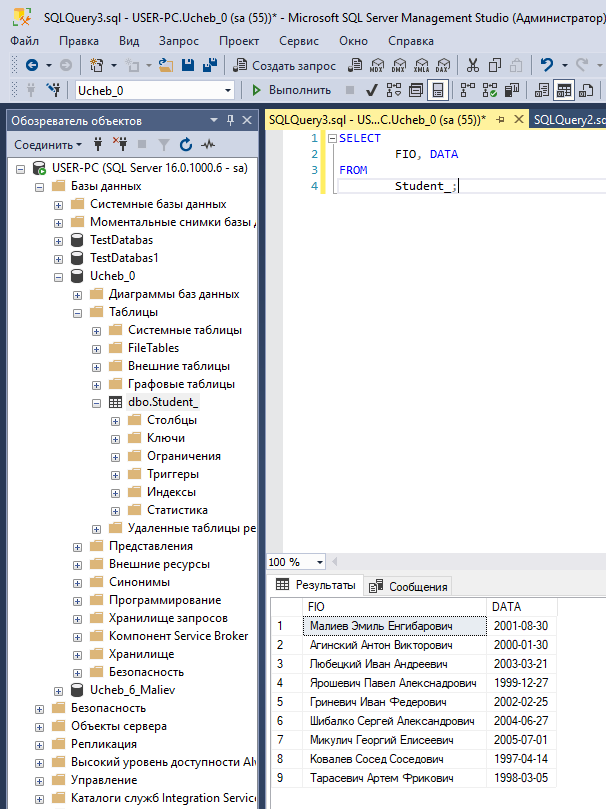 SQLQuery3.sql - USER-PC.Ucheb_0 (sa (55))* - Microsoft SQL Server Management Studio (Администратор)
Файл Правка Вид Запрос Проект Сервис Окно Справка
Создать запрос MDX DMX XMLA DAX
Ucheb_0 Выполнить
Обозреватель объектов
Соединить
USER-PC (SQL Server 16.0.1000.6 - sa)
Базы данных
Системные базы данных
Моментальные снимки базы д
TestDatabas
TestDatabas1
Ucheb_0
Диаграммы баз данных
Таблицы
Системные таблицы
FileTables
Внешние таблицы
Графовые таблицы
dbo.Student_
Столбцы
Ключи
Ограничения
Триггеры
Индексы
Статистика
Удаленные таблицы ре
Представления
Внешние ресурсы
Синонимы
Программирование
Хранилище запросов
Компонент Service Broker
Хранилище
Безопасность
Ucheb_6_Maliev
Безопасность
Объекты сервера
Репликация
Высокий уровень доступности Al
Управление
Каталоги служб Integration Service
SQLQuery3.sql - US...C.Ucheb_0 (sa (55))* SQLQuery2.sq
1 SELECT
2 FIO, DATA
3 FROM
4 Student_;
100 %
Результаты Сообщения
FIO DATA
1 Малиев Эмиль Енгибарович 2001-08-30
2 Агинский Антон Викторович 2000-01-30
3 Любецкий Иван Андреевич 2003-03-21
4 Ярошевич Павел Алекснадрович 1999-12-27
5 Гриневич Иван Федерович 2002-02-25
6 Шибалко Сергей Александрович 2004-06-27
7 Микулич Георгий Елисеевич 2005-07-01
8 Ковалев Сосед Соседович 1997-04-14
9 Тарасевич Артем Фрикович 1998-03-05